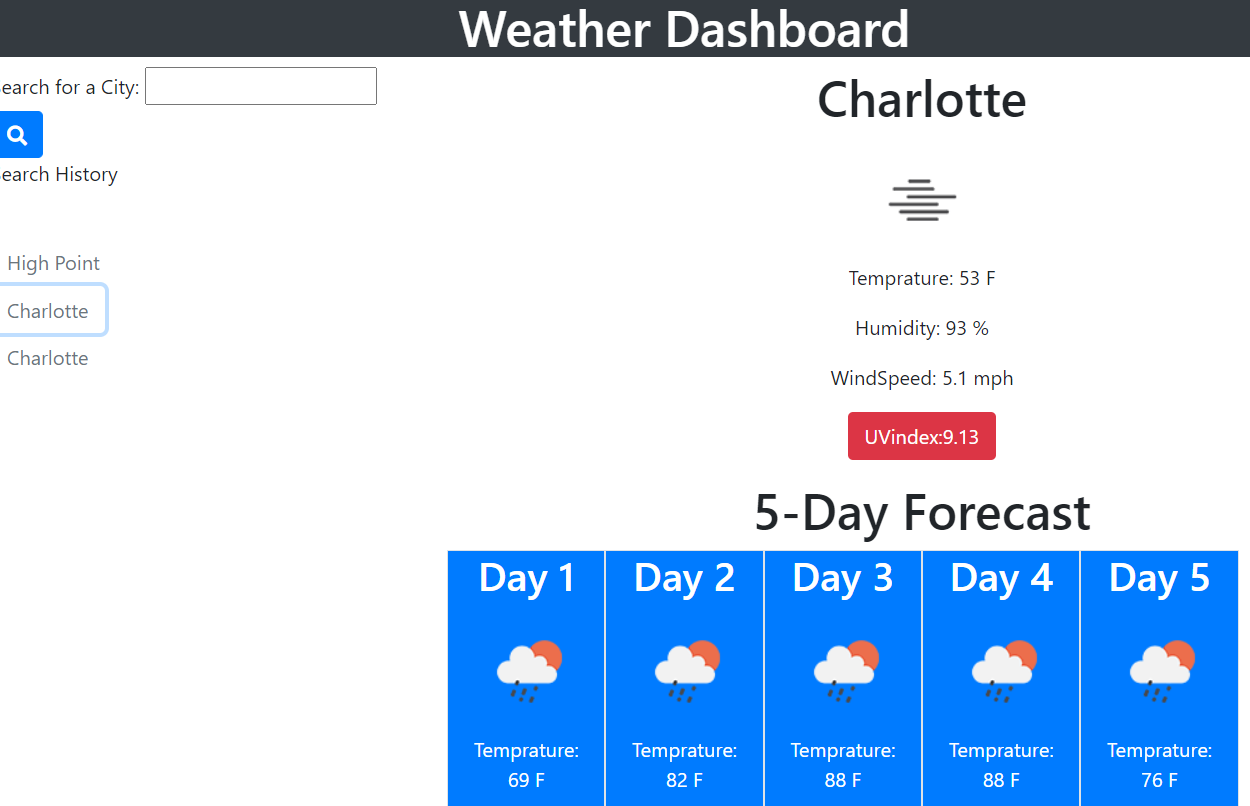 Weather Dashboard
earch for a City:
earch History
High Point
Charlotte
Charlotte
Charlotte
Temprature: 53 F
Humidity: 93 %
WindSpeed: 5.1 mph
UVindex:9.13
5-Day Forecast
Day 1 Day 2 Day 3 Day 4 Day 5
Temprature: Temprature: Temprature: Temprature: Temprature:
69 F 82 F 88 F 88 F 76 F